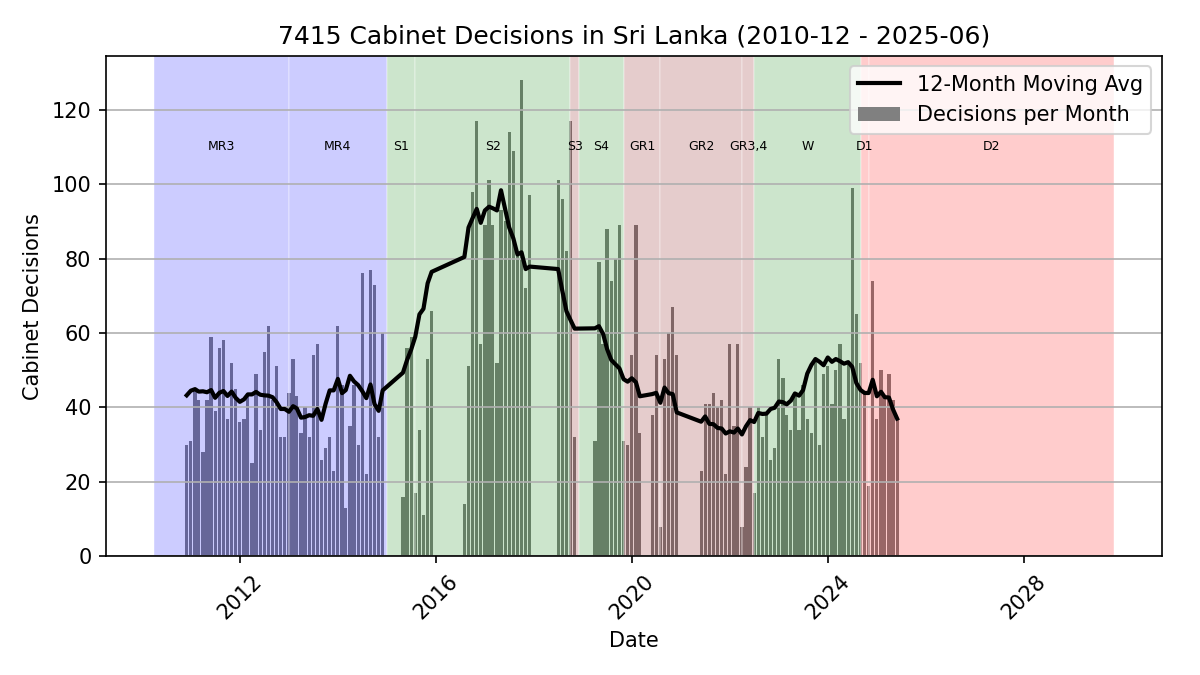 7415 Cabinet Decisions in Sri Lanka (2010-12 - 2025-06)
12-Month Moving Avg
Decisions per Month
MR3 MR4 S1 S2 S3 S4 GR1 GR2 GR3,4 W D1 D2
Cabinet Decisions
120
100
80
60
40
20
0
2012 2016 2020 2024 2028
Date